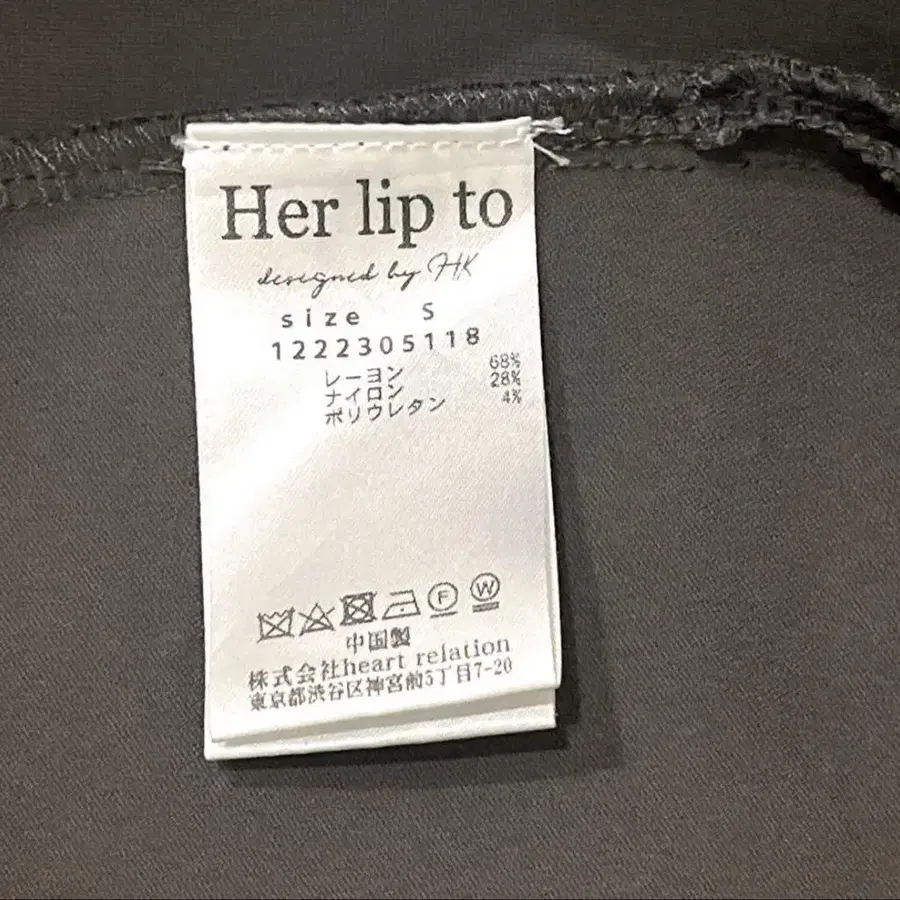 Her lip to
designed by HK
size S
1222305118
レーヨン 68%
ナイロン 28%
ポリウレタン 4%
F W
中国製
株式会社heart relation
東京都渋谷区神宮前5丁目7-20